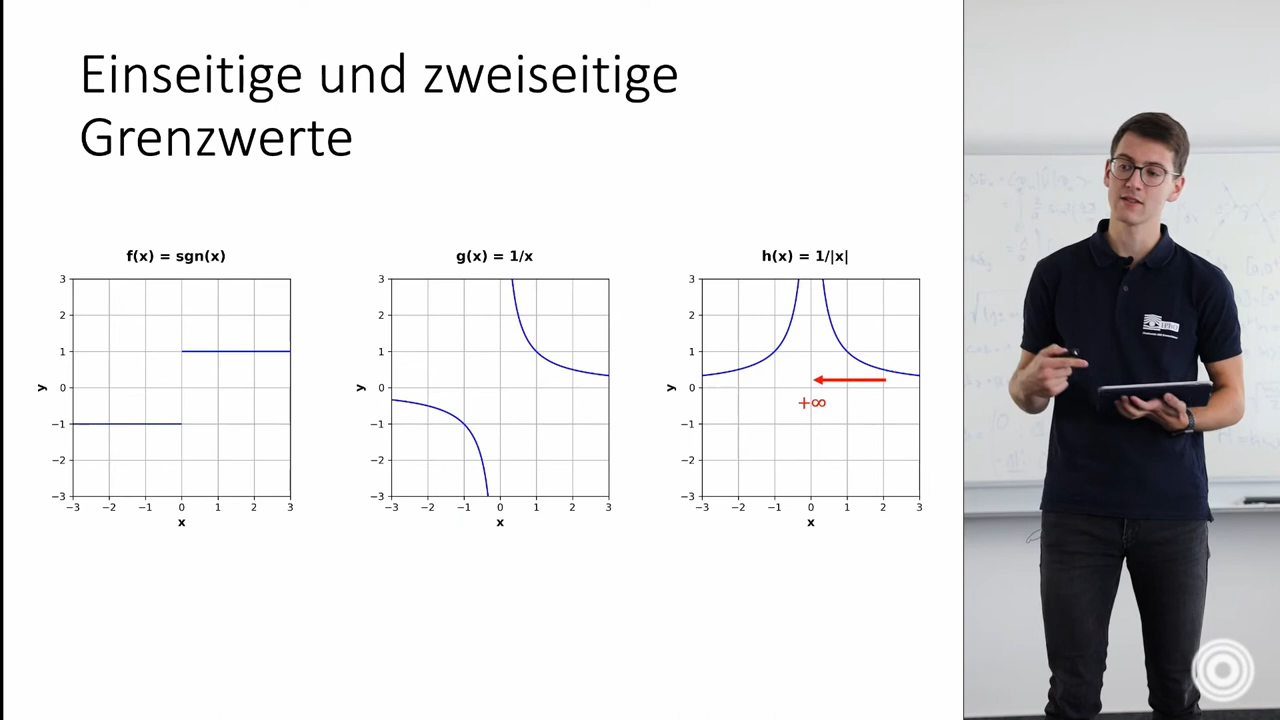 Einseitige und zweiseitige
Grenzwerte
f(x) = sgn(x)
3
2
1
0
−1
−2
−3
y
−3 −2 −1 0 1 2 3
x
g(x) = 1/x
3
2
1
0
−1
−2
−3
y
−3 −2 −1 0 1 2 3
x
h(x) = 1/|x|
3
2
1
0
−1
−2
−3
y
+∞
−3 −2 −1 0 1 2 3
x